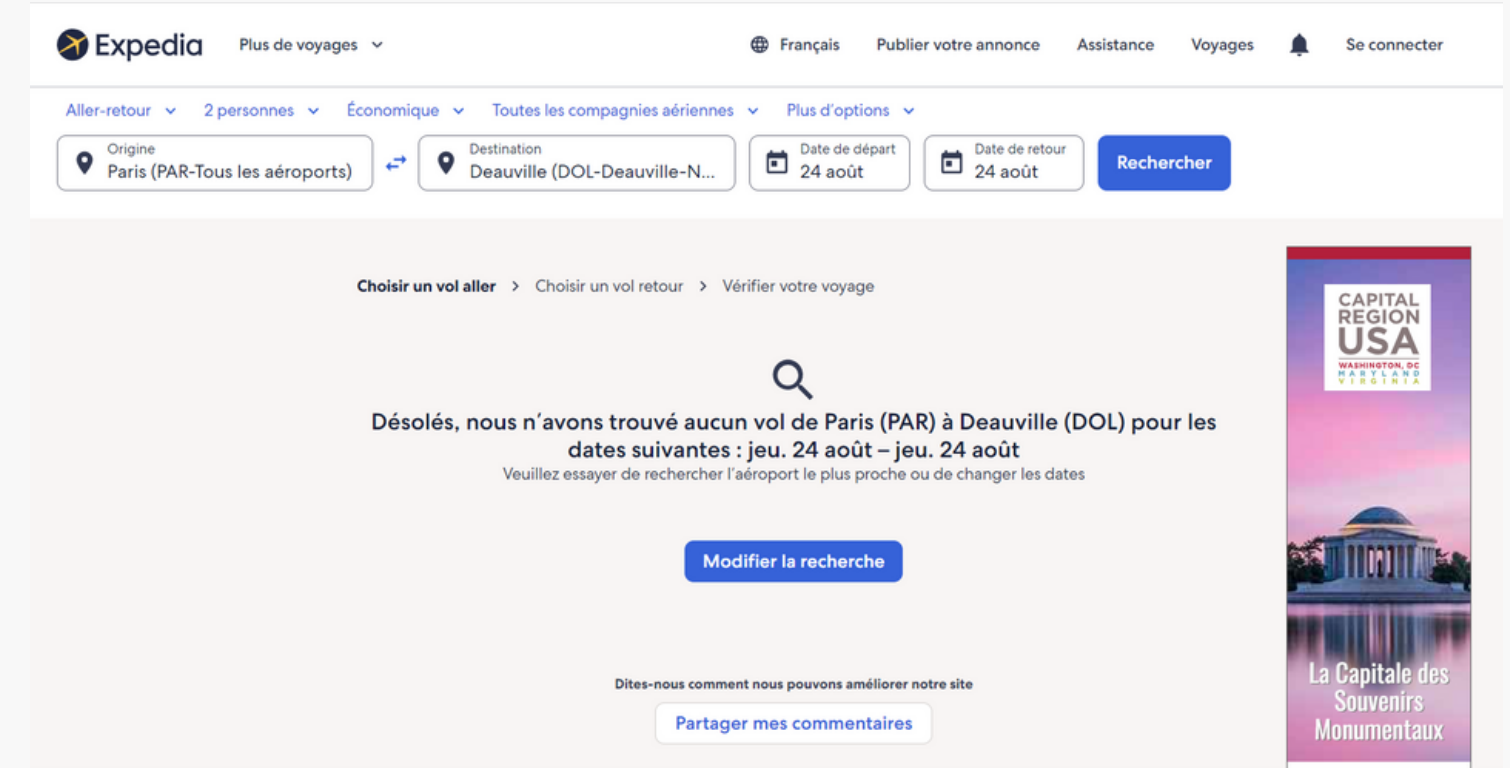 Expedia
Plus de voyages
Français
Publier votre annonce
Assistance
Voyages
Se connecter
Aller-retour
2 personnes
Économique
Toutes les compagnies aériennes
Plus d'options
Origine
Paris (PAR-Tous les aéroports)
Destination
Deauville (DOL-Deauville-N...
Date de départ
24 août
Date de retour
24 août
Rechercher
Choisir un vol aller > Choisir un vol retour > Vérifier votre voyage
Désolés, nous n'avons trouvé aucun vol de Paris (PAR) à Deauville (DOL) pour les
dates suivantes : jeu. 24 août – jeu. 24 août
Veuillez essayer de rechercher l'aéroport le plus proche ou de changer les dates
Modifier la recherche
Dites-nous comment nous pouvons améliorer notre site
Partager mes commentaires
CAPITAL
REGION
USA
WASHINGTON, DC
MARYLAND
VIRGINIA
La Capitale des
Souvenirs
Monumentaux